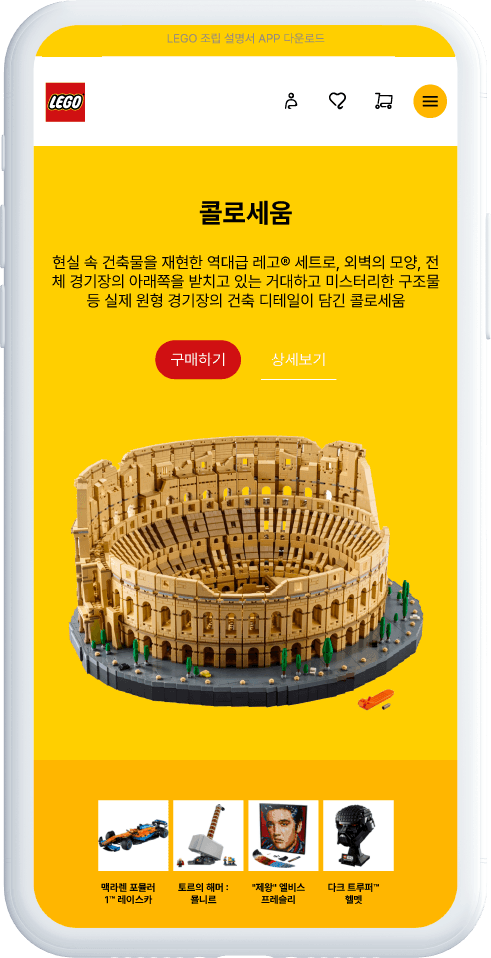 LEGO 조립 설명서 APP 다운로드
LEGO
콜로세움
현실 속 건축물을 재현한 역대급 레고® 세트로, 외벽의 모양, 전
체 경기장의 아래쪽을 받치고 있는 거대하고 미스터리한 구조물
등 실제 원형 경기장의 건축 디테일이 담긴 콜로세움
구매하기 상세보기
맥라렌 포뮬러
1™ 레이스카
토르의 해머 :
묠니르
"제왕" 엘비스
프레슬리
다크 트루퍼™
헬멧